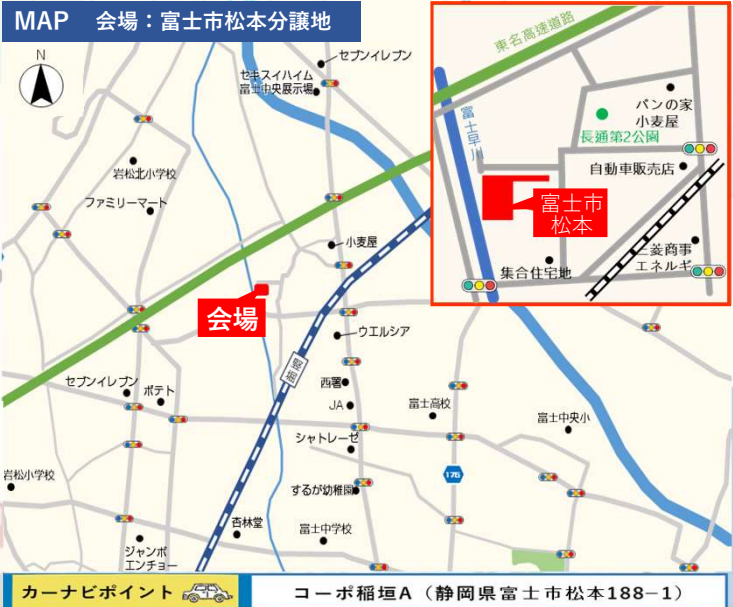 MAP 会場：富士市松本分譲地
N
セブンイレブン
セキスイハイム
富士中央展示場
岩松北小学校
ファミリーマート
小麦屋
会場
ウエルシア
西署
JA
セブンイレブン
ポテト
富士高校
富士中央小
シャトレーゼ
176
岩松小学校
するが幼稚園
杏林堂
富士中学校
ジャンボ
エンチョー
東名高速道路
富士早川
パンの家
小麦屋
長通第2公園
自動車販売店
富士市
松本
三菱商事
エネルギ
集合住宅地
カーナビポイント
コーポ稲垣A（静岡県富士市松本188−1）